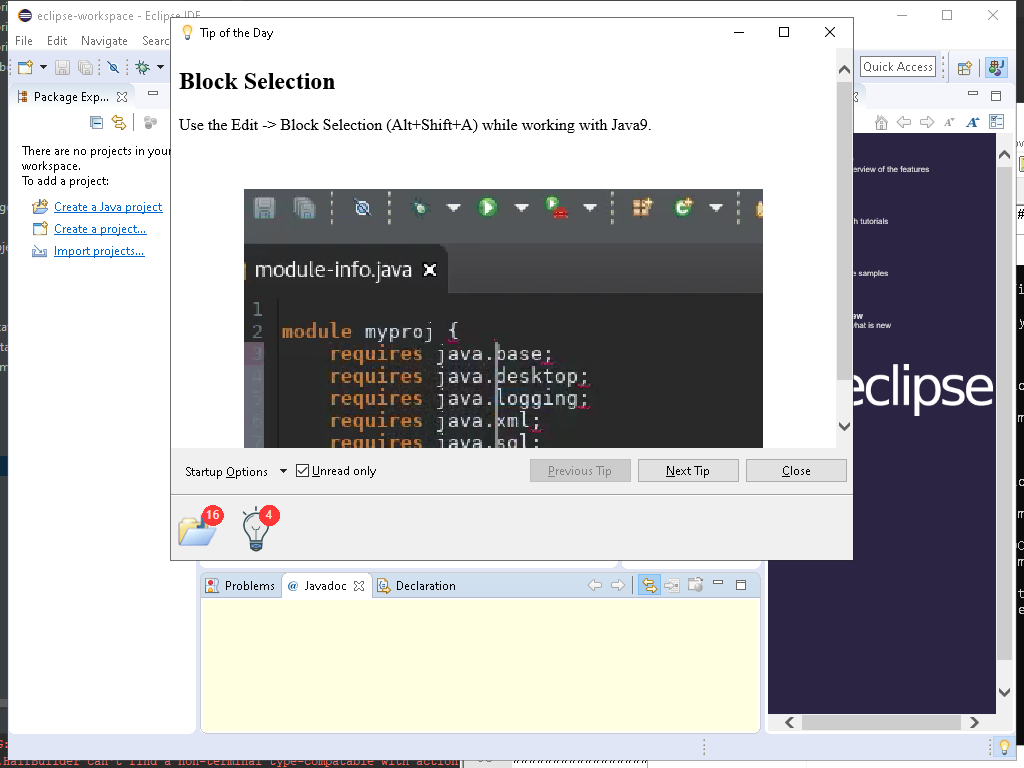 eclipse-workspace - Eclipse IDE
Tip of the Day
File Edit Navigate Searc
Quick Access
Package Exp...
There are no projects in your
workspace.
To add a project:
Create a Java project
Create a project...
Import projects...
Block Selection
Use the Edit -> Block Selection (Alt+Shift+A) while working with Java9.
module-info.java
1
2 module myproj {
3 requires java.base;
requires java.desktop;
requires java.logging;
requires java.xml;
requires java.sql;
Startup Options
Unread only
Previous Tip
Next Tip
Close
16
4
erview of the features
h tutorials
e samples
ew
hat is new
eclipse
Problems
@ Javadoc
Declaration
.RailBuilder can't find a non-terminal type-compatable with action